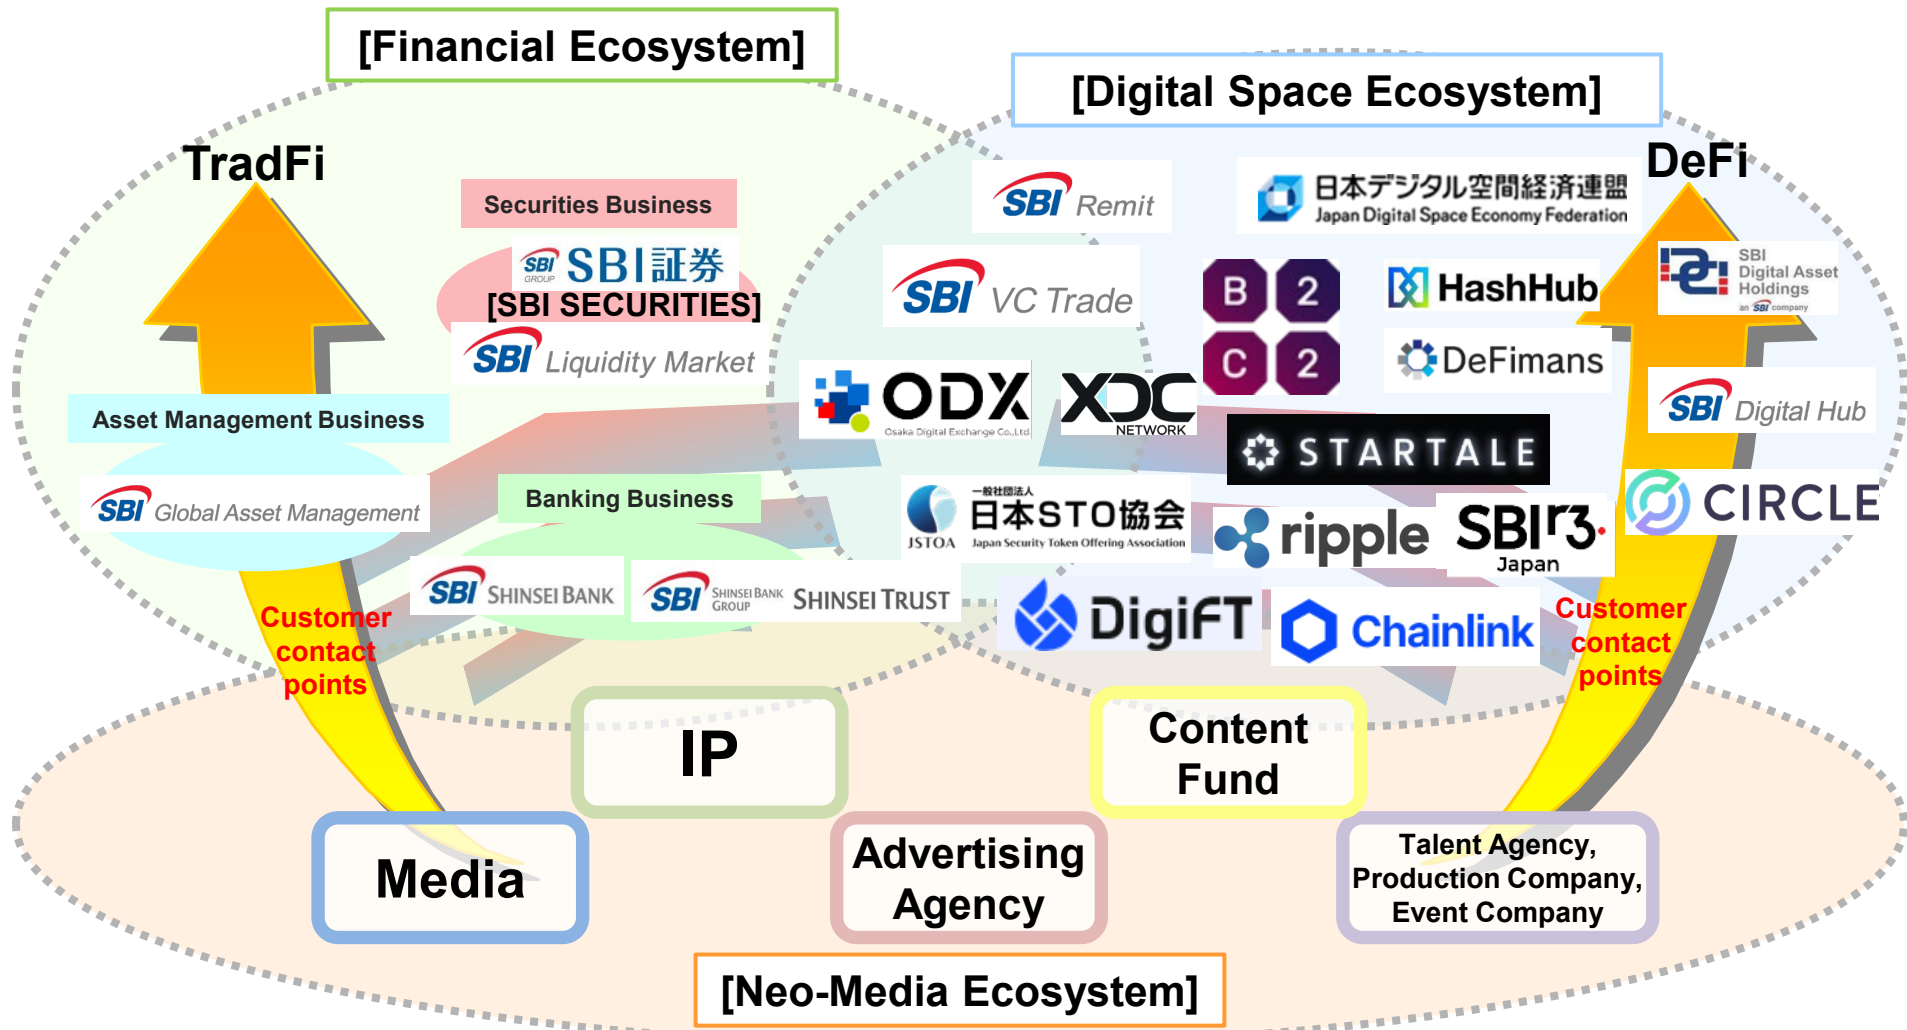 [Financial Ecosystem]
[Digital Space Ecosystem]
TradFi
DeFi
Securities Business
SBI
GROUP
SBI証券
[SBI SECURITIES]
SBI Liquidity Market
Asset Management Business
SBI Global Asset Management
Banking Business
SBI SHINSEI BANK
SBI SHINSEI BANK
GROUP
SHINSEI TRUST
Customer
contact
points
SBI Remit
日本デジタル空間経済連盟
Japan Digital Space Economy Federation
SBI VC Trade
B 2
C 2
HashHub
SBI
Digital Asset
Holdings
an SBI company
DeFimans
ODX
Osaka Digital Exchange Co.,Ltd.
XDC
NETWORK
SBI Digital Hub
STARTALE
JSTOA
一般社団法人
日本STO協会
Japan Security Token Offering Association
ripple
SBI r3.
Japan
CIRCLE
DigiFT
Chainlink
Customer
contact
points
IP
Content
Fund
Media
Advertising
Agency
Talent Agency,
Production Company,
Event Company
[Neo-Media Ecosystem]